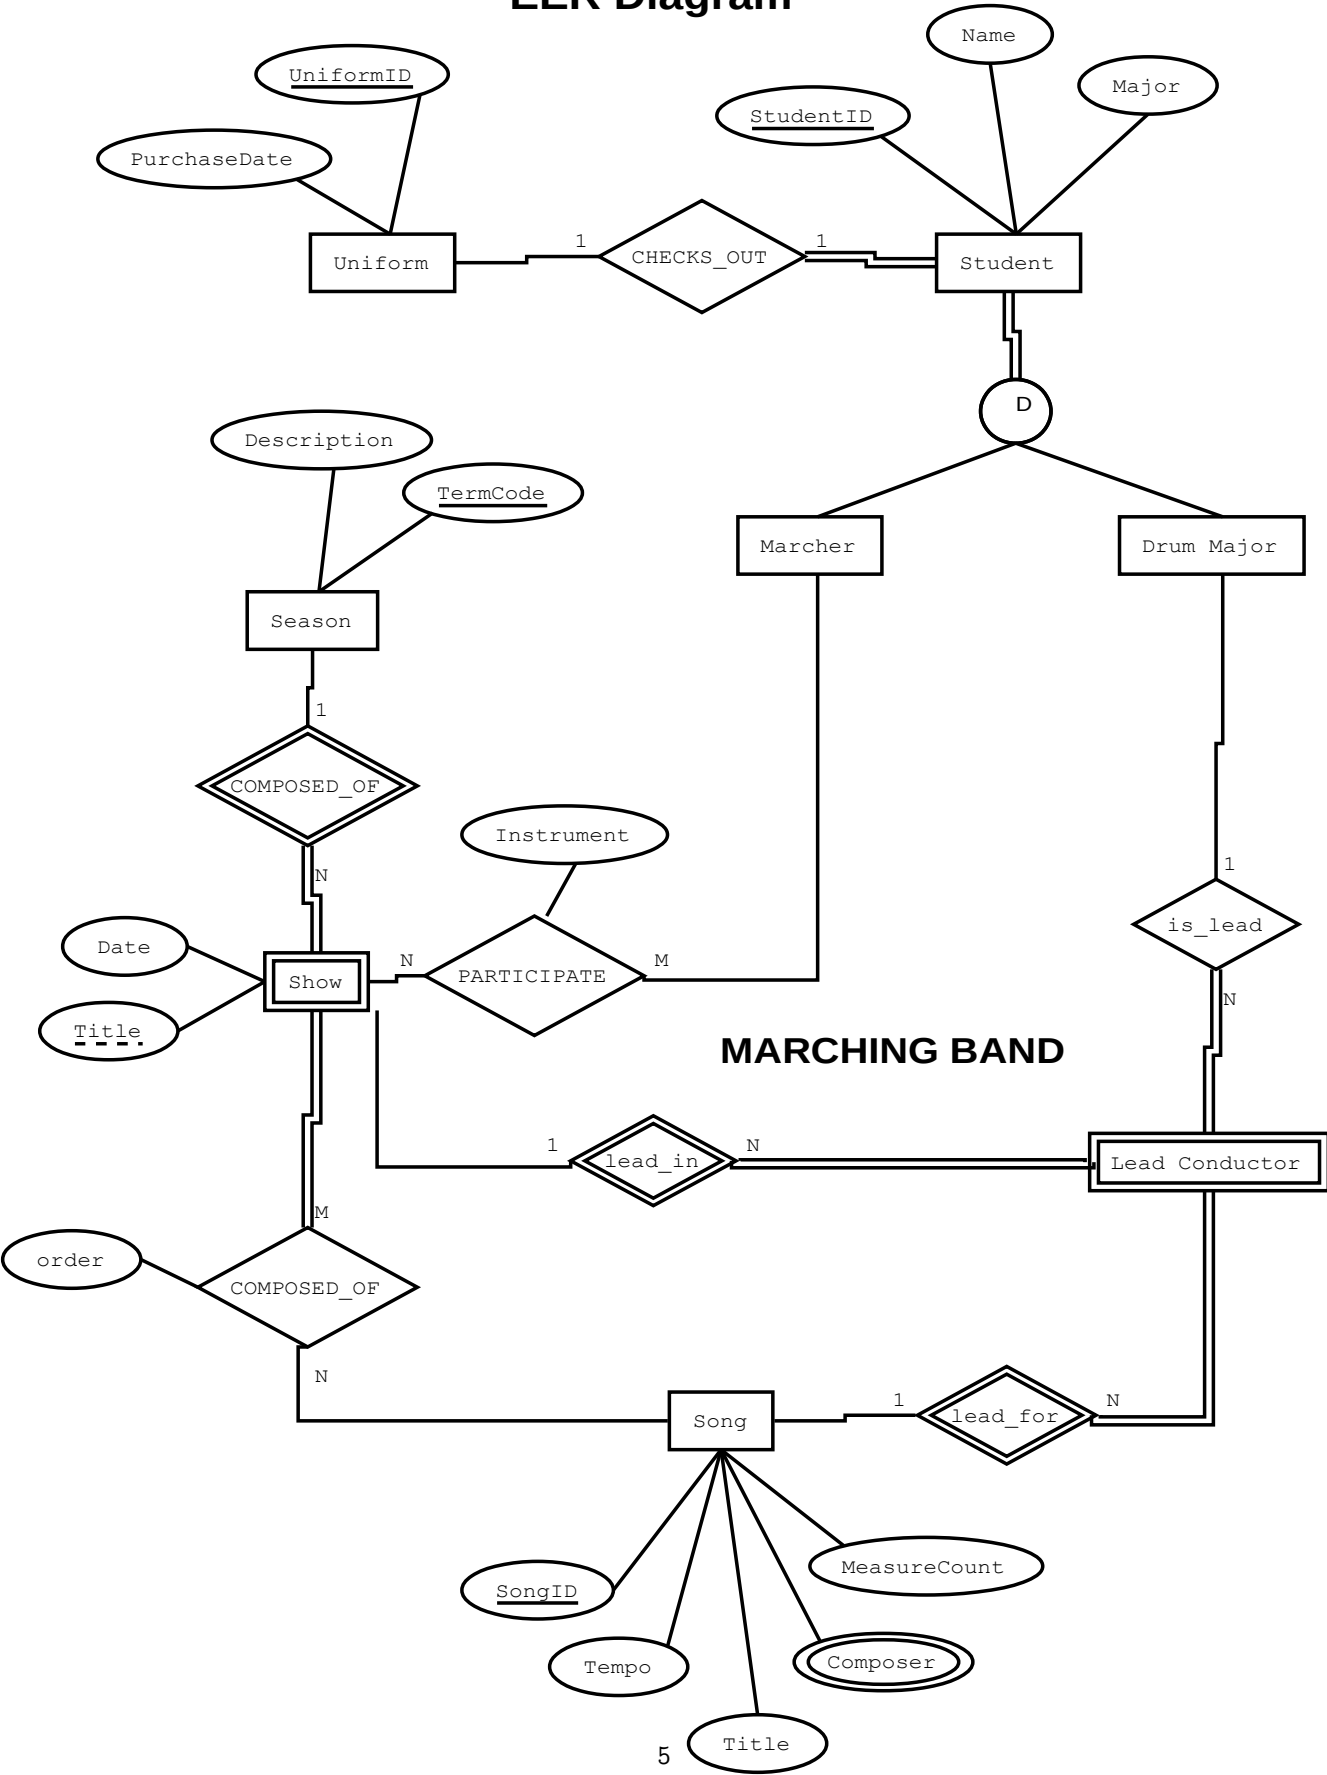 EER Diagram
Name
UniformID
Major
StudentID
PurchaseDate
1
1
Uniform
CHECKS_OUT
Student
D
Description
TermCode
Marcher
Drum Major
Season
1
COMPOSED_OF
Instrument
N
1
is_lead
Date
N
M
Show
PARTICIPATE
N
Title
MARCHING BAND
1
N
lead_in
Lead Conductor
M
order
COMPOSED_OF
N
1
N
Song
lead_for
MeasureCount
SongID
Composer
Tempo
Title
5